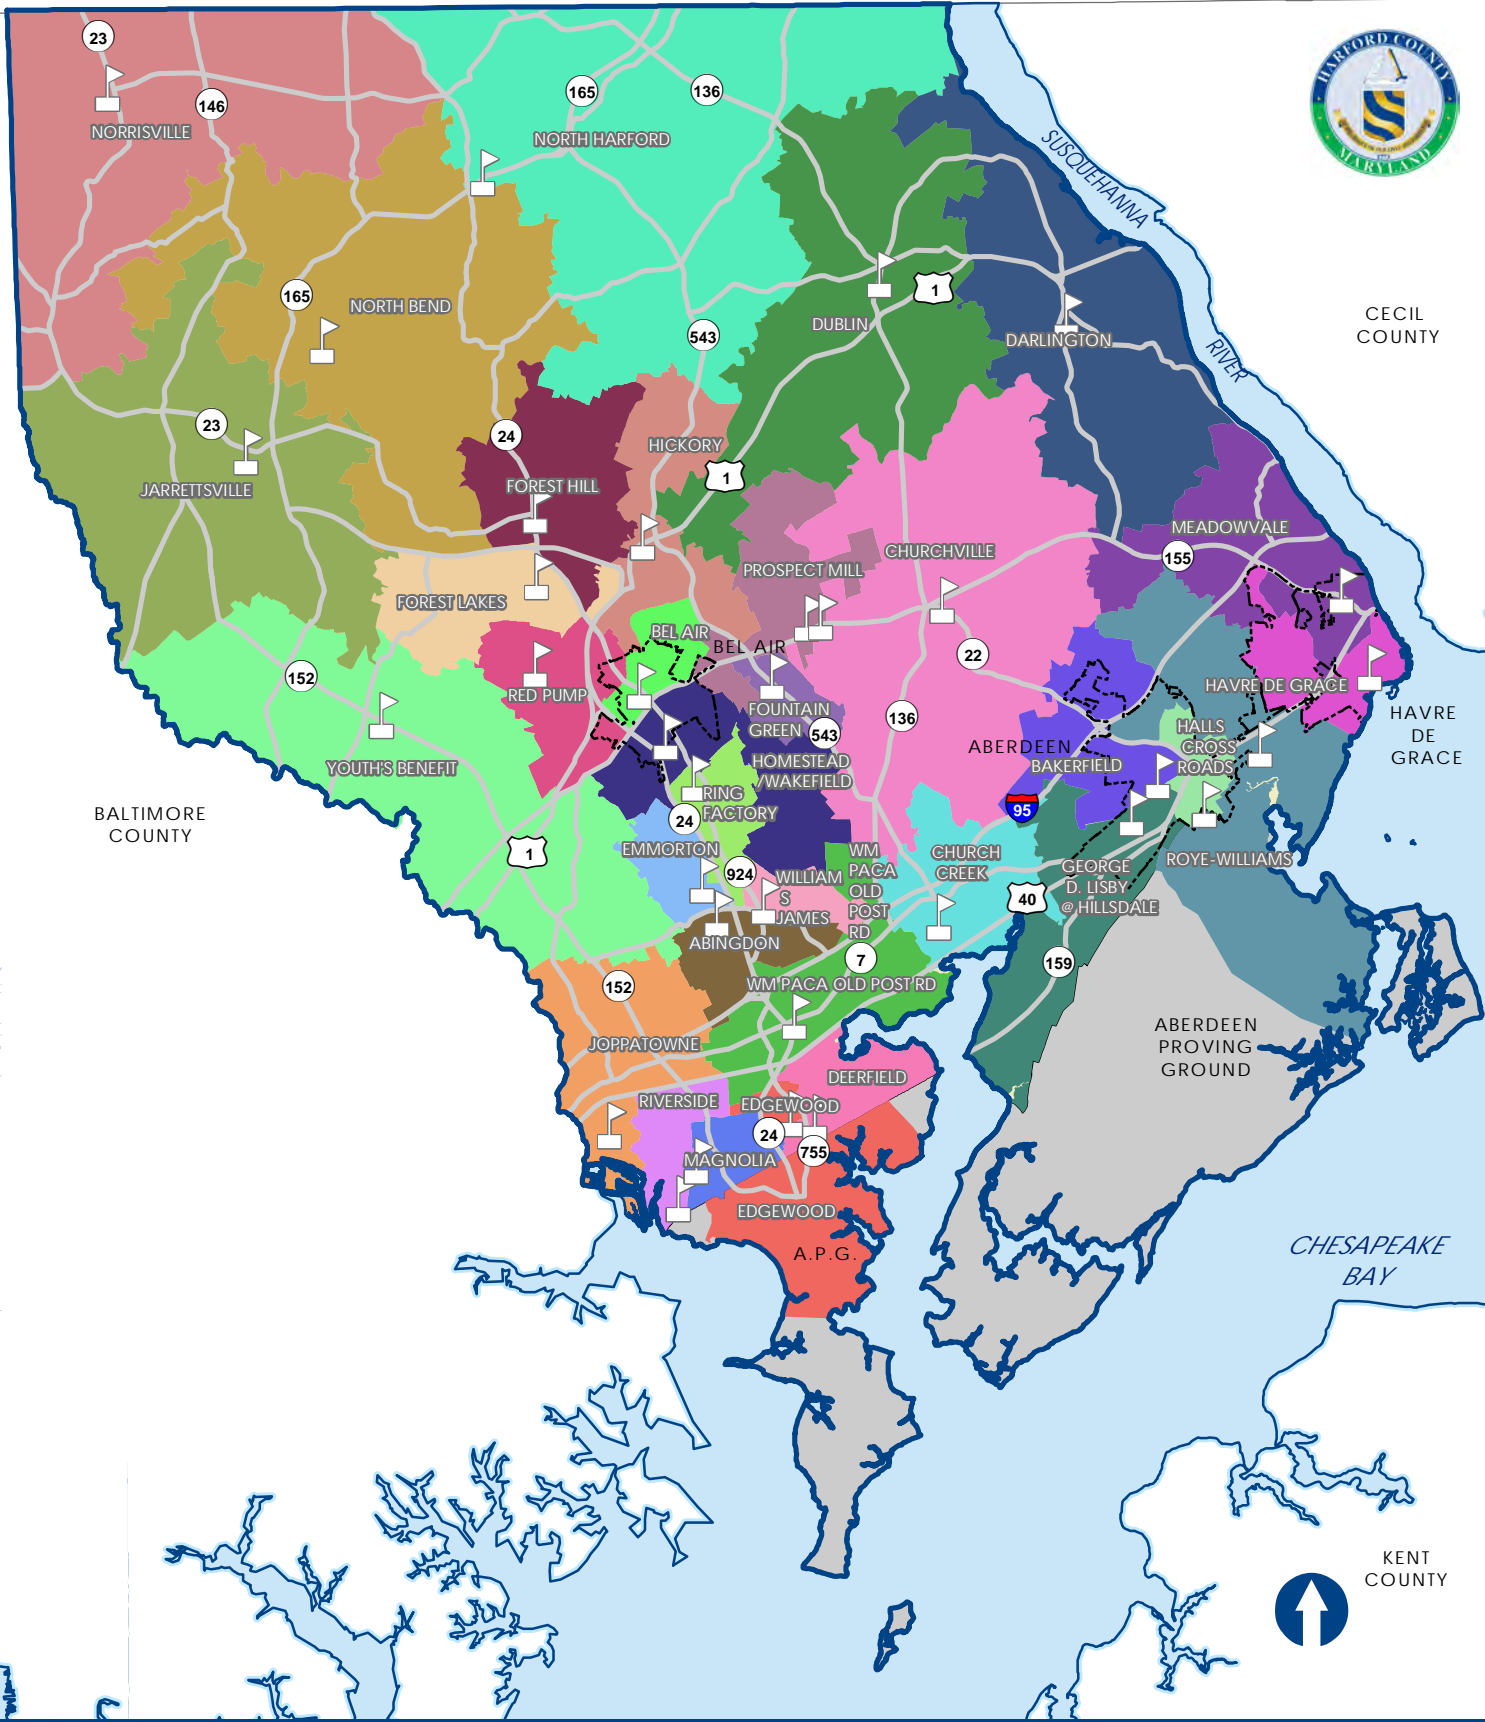 23
HARFORD COUNTY
MARYLAND
165
136
146
NORRISVILLE
NORTH HARFORD
SUSQUEHANNA
RIVER
165
NORTH BEND
1
DUBLIN
543
DARLINGTON
CECIL
COUNTY
23
24
HICKORY
1
JARRETTSVILLE
FOREST HILL
MEADOWVALE
CHURCHVILLE
155
PROSPECT MILL
FOREST LAKES
BEL AIR
BEL AIR
22
152
RED PUMP
HAVRE DE GRACE
FOUNTAIN
GREEN
543
136
HALLS
CROSS
ROADS
HAVRE
DE
GRACE
ABERDEEN
BAKERFIELD
YOUTH'S BENEFIT
HOMESTEAD
/WAKEFIELD
RING
FACTORY
95
BALTIMORE
COUNTY
24
1
EMMORTON
WM
PACA
OLD
POST
RD
CHURCH
CREEK
GEORGE
D. LISBY
@ HILLSDALE
ROYE-WILLIAMS
924
WILLIAM
S
JAMES
40
ABINGDON
7
159
152
WM PACA OLD POST RD
ABERDEEN
PROVING
GROUND
JOPPATOWNE
DEERFIELD
RIVERSIDE
EDGEWOOD
24
755
MAGNOLIA
EDGEWOOD
A.P.G.
CHESAPEAKE
BAY
KENT
COUNTY